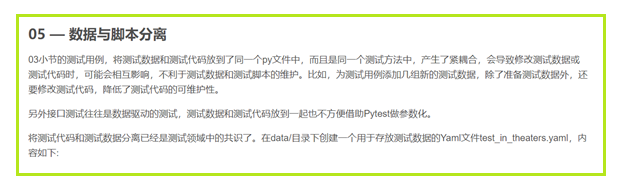 05 — 数据与脚本分离
03小节的测试用例，将测试数据和测试代码放到了同一个py文件中，而且是同一个测试方法中，产生了紧耦合，会导致修改测试数据或
测试代码时，可能会相互影响，不利于测试数据和测试脚本的维护。比如，为测试用例添加几组新的测试数据，除了准备测试数据外，还
要修改测试代码，降低了测试代码的可维护性。
另外接口测试往往是数据驱动的测试，测试数据和测试代码放到一起也不方便借助Pytest做参数化。
将测试代码和测试数据分离已经是测试领域中的共识了。在data/目录下创建一个用于存放测试数据的Yaml文件test_in_theaters.yaml，内
容如下: